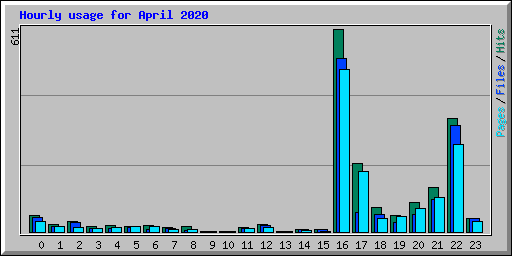 Hourly usage for April 2020
611
Pages/Files/Hits
0 1 2 3 4 5 6 7 8 9 10 11 12 13 14 15 16 17 18 19 20 21 22 23